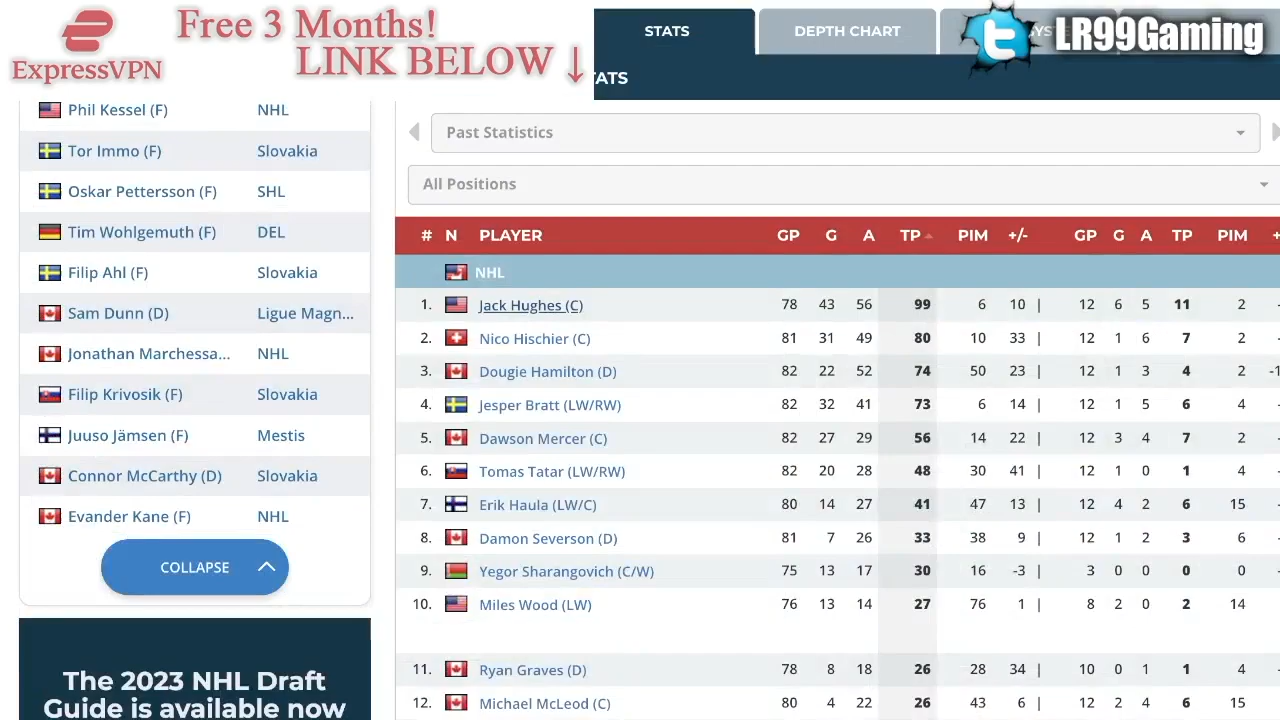 ExpressVPN
Free 3 Months!
LINK BELOW ↓
STATS
DEPTH CHART
LR99Gaming
Phil Kessel (F) NHL
Tor Immo (F) Slovakia
Oskar Pettersson (F) SHL
Tim Wohlgemuth (F) DEL
Filip Ahl (F) Slovakia
Sam Dunn (D) Ligue Magn...
Jonathan Marchessa... NHL
Filip Krivosik (F) Slovakia
Juuso Jämsen (F) Mestis
Connor McCarthy (D) Slovakia
Evander Kane (F) NHL
COLLAPSE
The 2023 NHL Draft
Guide is available now
TATS
Past Statistics
All Positions
# N PLAYER GP G A TP PIM +/- GP G A TP PIM +
NHL
1. Jack Hughes (C) 78 43 56 99 6 10 | 12 6 5 11 2 -
2. Nico Hischier (C) 81 31 49 80 10 33 | 12 1 6 7 2 -
3. Dougie Hamilton (D) 82 22 52 74 50 23 | 12 1 3 4 2 -1
4. Jesper Bratt (LW/RW) 82 32 41 73 6 14 | 12 1 5 6 4 -
5. Dawson Mercer (C) 82 27 29 56 14 22 | 12 3 4 7 2 -
6. Tomas Tatar (LW/RW) 82 20 28 48 30 41 | 12 1 0 1 4 -
7. Erik Haula (LW/C) 80 14 27 41 47 13 | 12 4 2 6 15 -
8. Damon Severson (D) 81 7 26 33 38 9 | 12 1 2 3 6 -
9. Yegor Sharangovich (C/W) 75 13 17 30 16 -3 | 3 0 0 0 0 -
10. Miles Wood (LW) 76 13 14 27 76 1 | 8 2 0 2 14
11. Ryan Graves (D) 78 8 18 26 28 34 | 10 0 1 1 4 -
12. Michael McLeod (C) 80 4 22 26 43 6 | 12 2 4 6 15 -